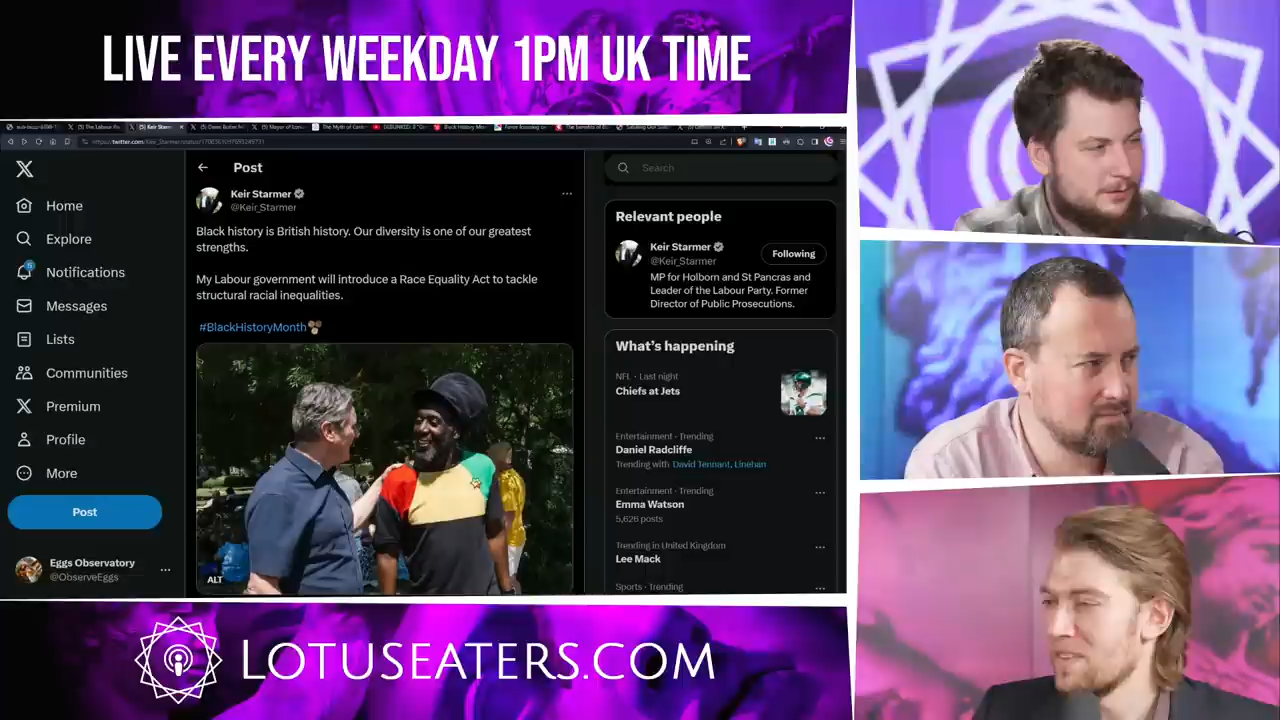 LIVE EVERY WEEKDAY 1PM UK TIME
Post
Keir Starmer
@Keir_Starmer
Black history is British history. Our diversity is one of our greatest
strengths.
My Labour government will introduce a Race Equality Act to tackle
structural racial inequalities.
#BlackHistoryMonth
ALT
Home
Explore
Notifications
Messages
Lists
Communities
Premium
Profile
More
Post
Eggs Observatory
@ObserveEggs
Search
Relevant people
Keir Starmer
@Keir_Starmer
Following
MP for Holborn and St Pancras and
Leader of the Labour Party. Former
Director of Public Prosecutions.
What's happening
NFL · Last night
Chiefs at Jets
Entertainment · Trending
Daniel Radcliffe
Trending with David Tennant, Linehan
Entertainment · Trending
Emma Watson
5,626 posts
Trending in United Kingdom
Lee Mack
Sports · Trending
LOTUSEATERS.COM